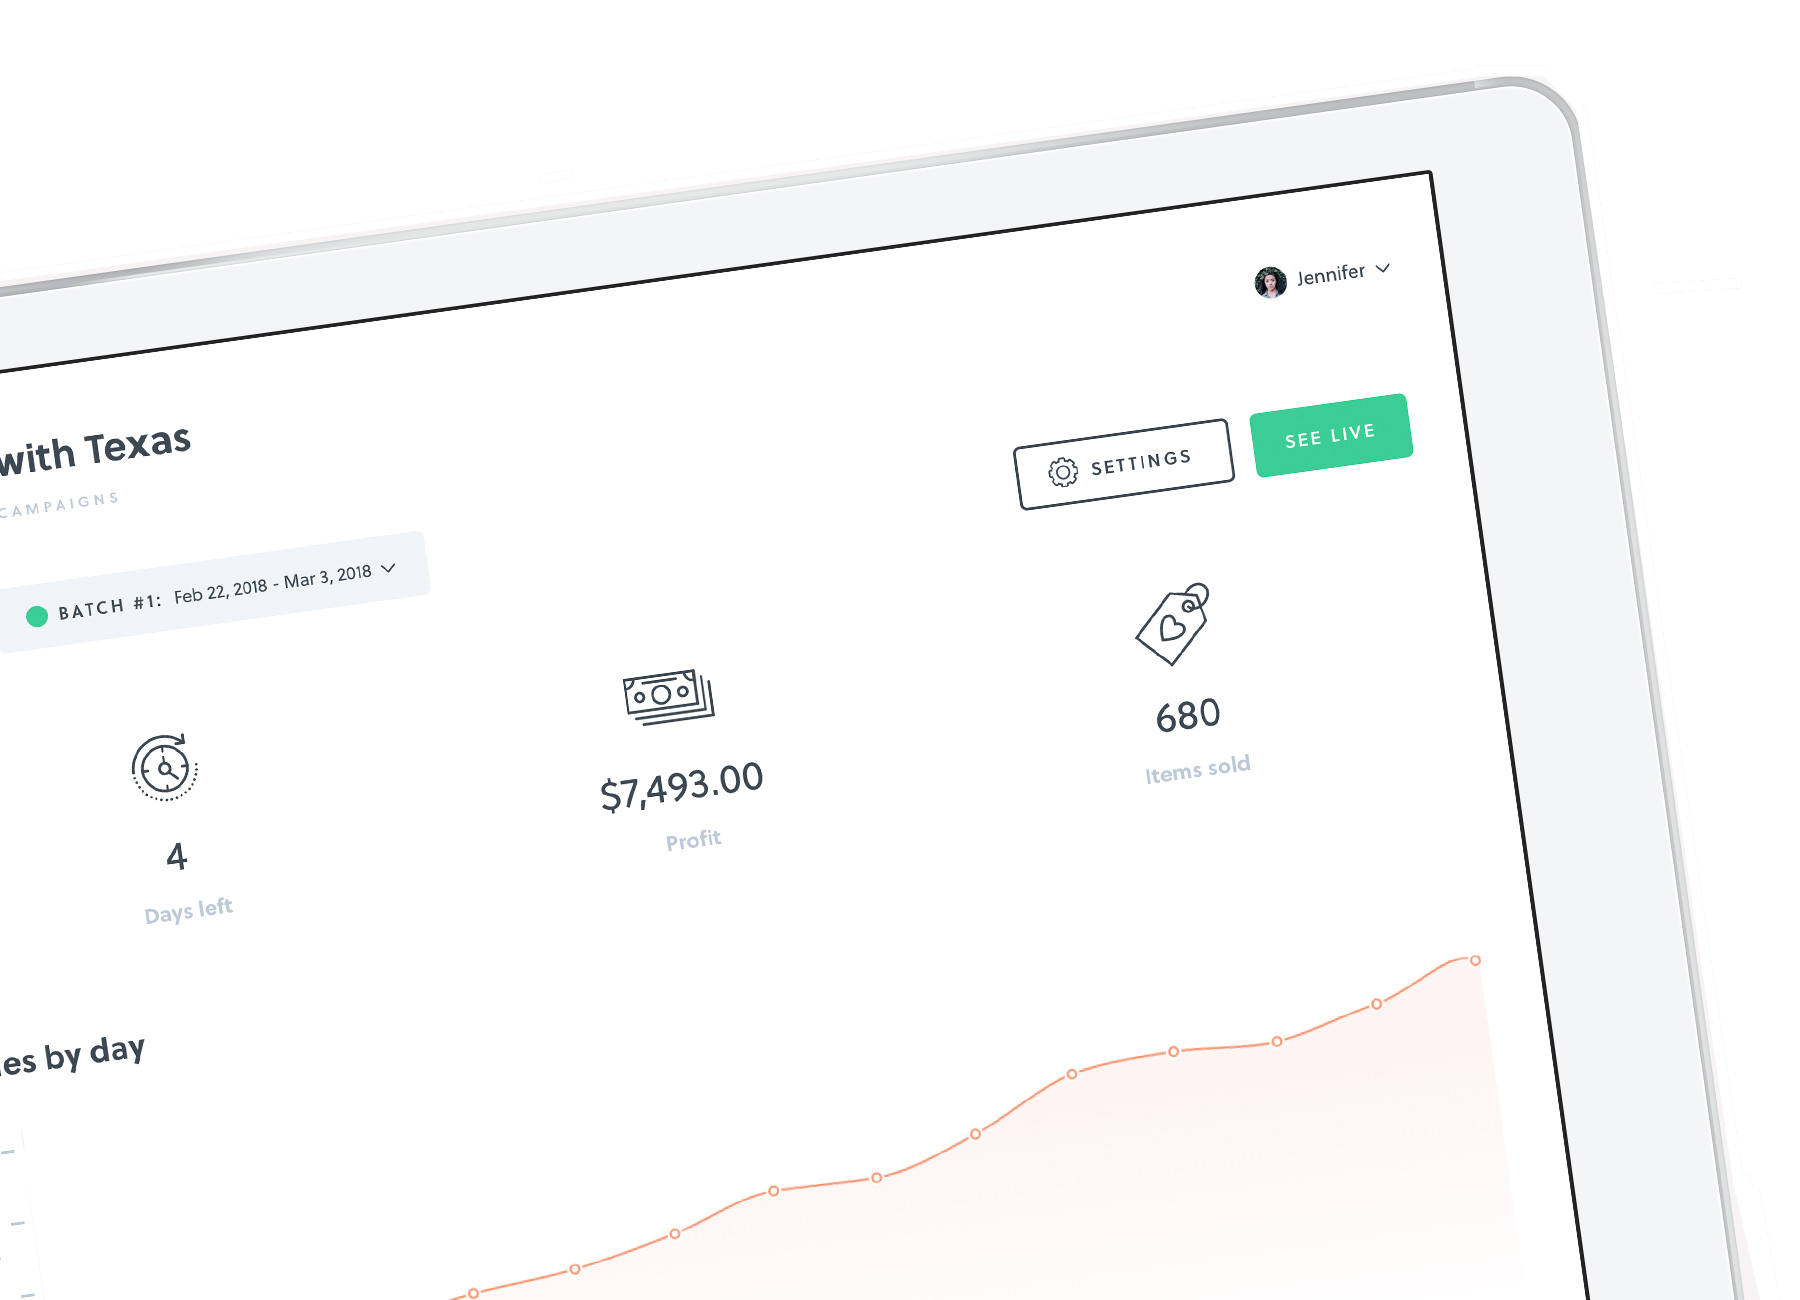 Jennifer
with Texas
SETTINGS
SEE LIVE
CAMPAIGNS
BATCH #1: Feb 22, 2018 - Mar 3, 2018
4
Days left
$7,493.00
Profit
680
Items sold
by day